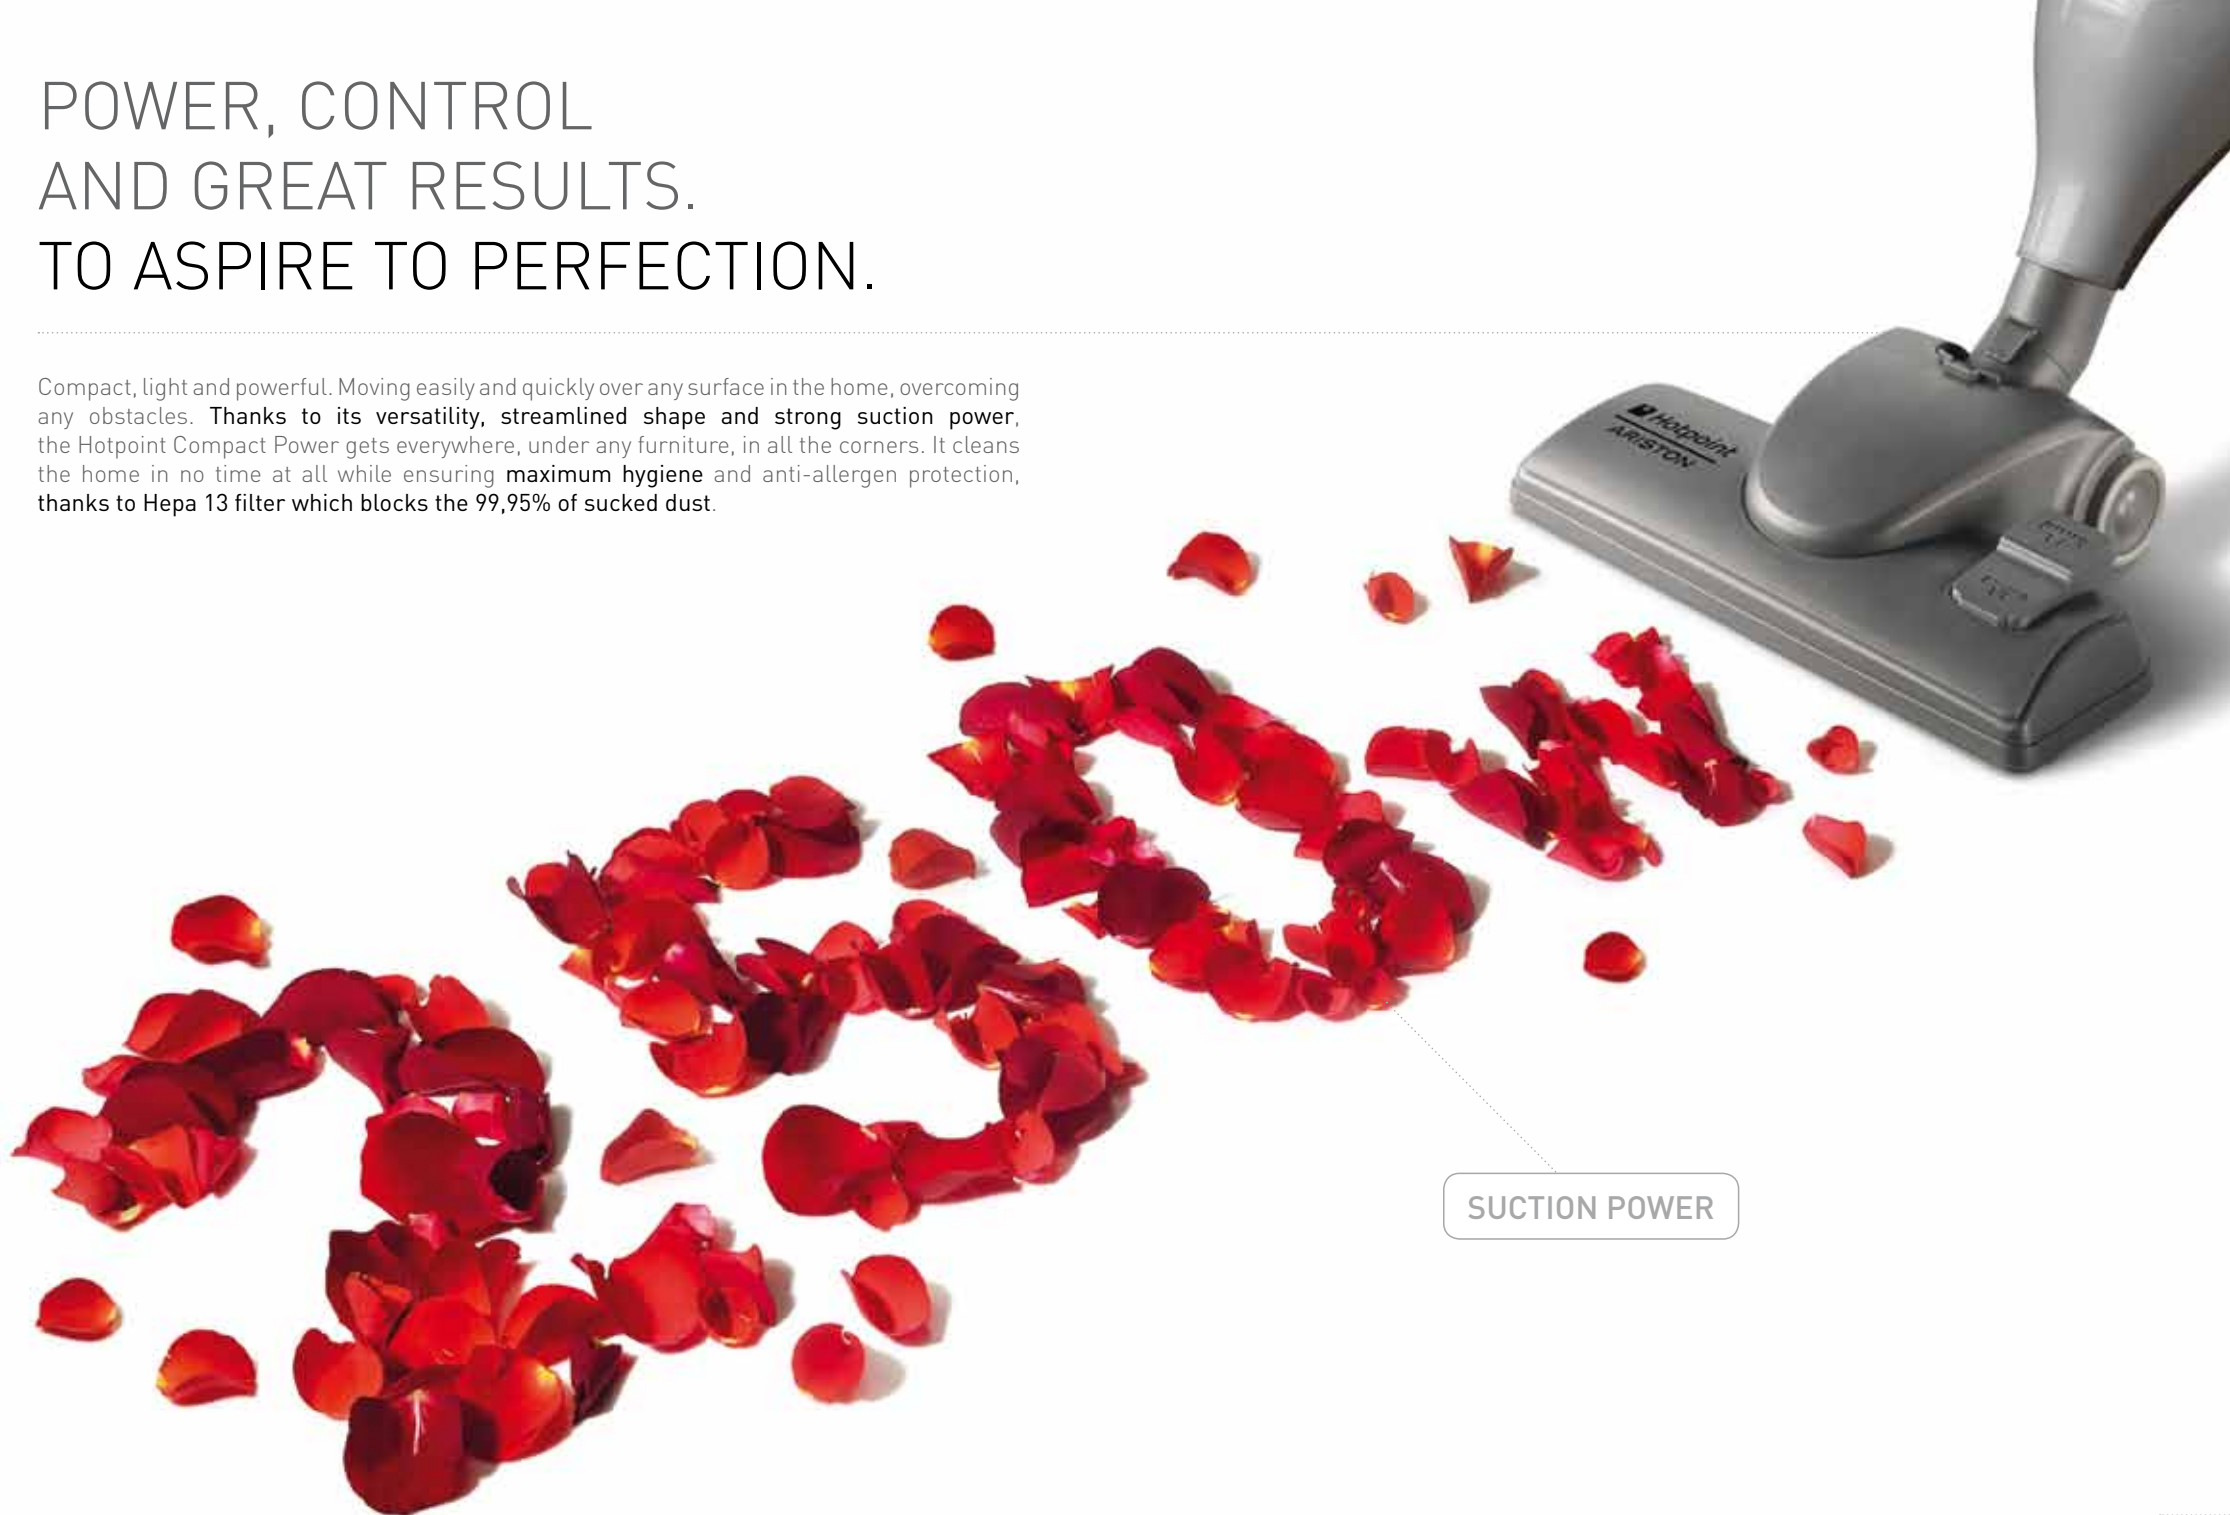 POWER, CONTROL
AND GREAT RESULTS.
TO ASPIRE TO PERFECTION.
Compact, light and powerful. Moving easily and quickly over any surface in the home, overcoming
any obstacles. Thanks to its versatility, streamlined shape and strong suction power,
the Hotpoint Compact Power gets everywhere, under any furniture, in all the corners. It cleans
the home in no time at all while ensuring maximum hygiene and anti-allergen protection,
thanks to Hepa 13 filter which blocks the 99,95% of sucked dust.
Hotpoint
ARISTON
250W
SUCTION POWER